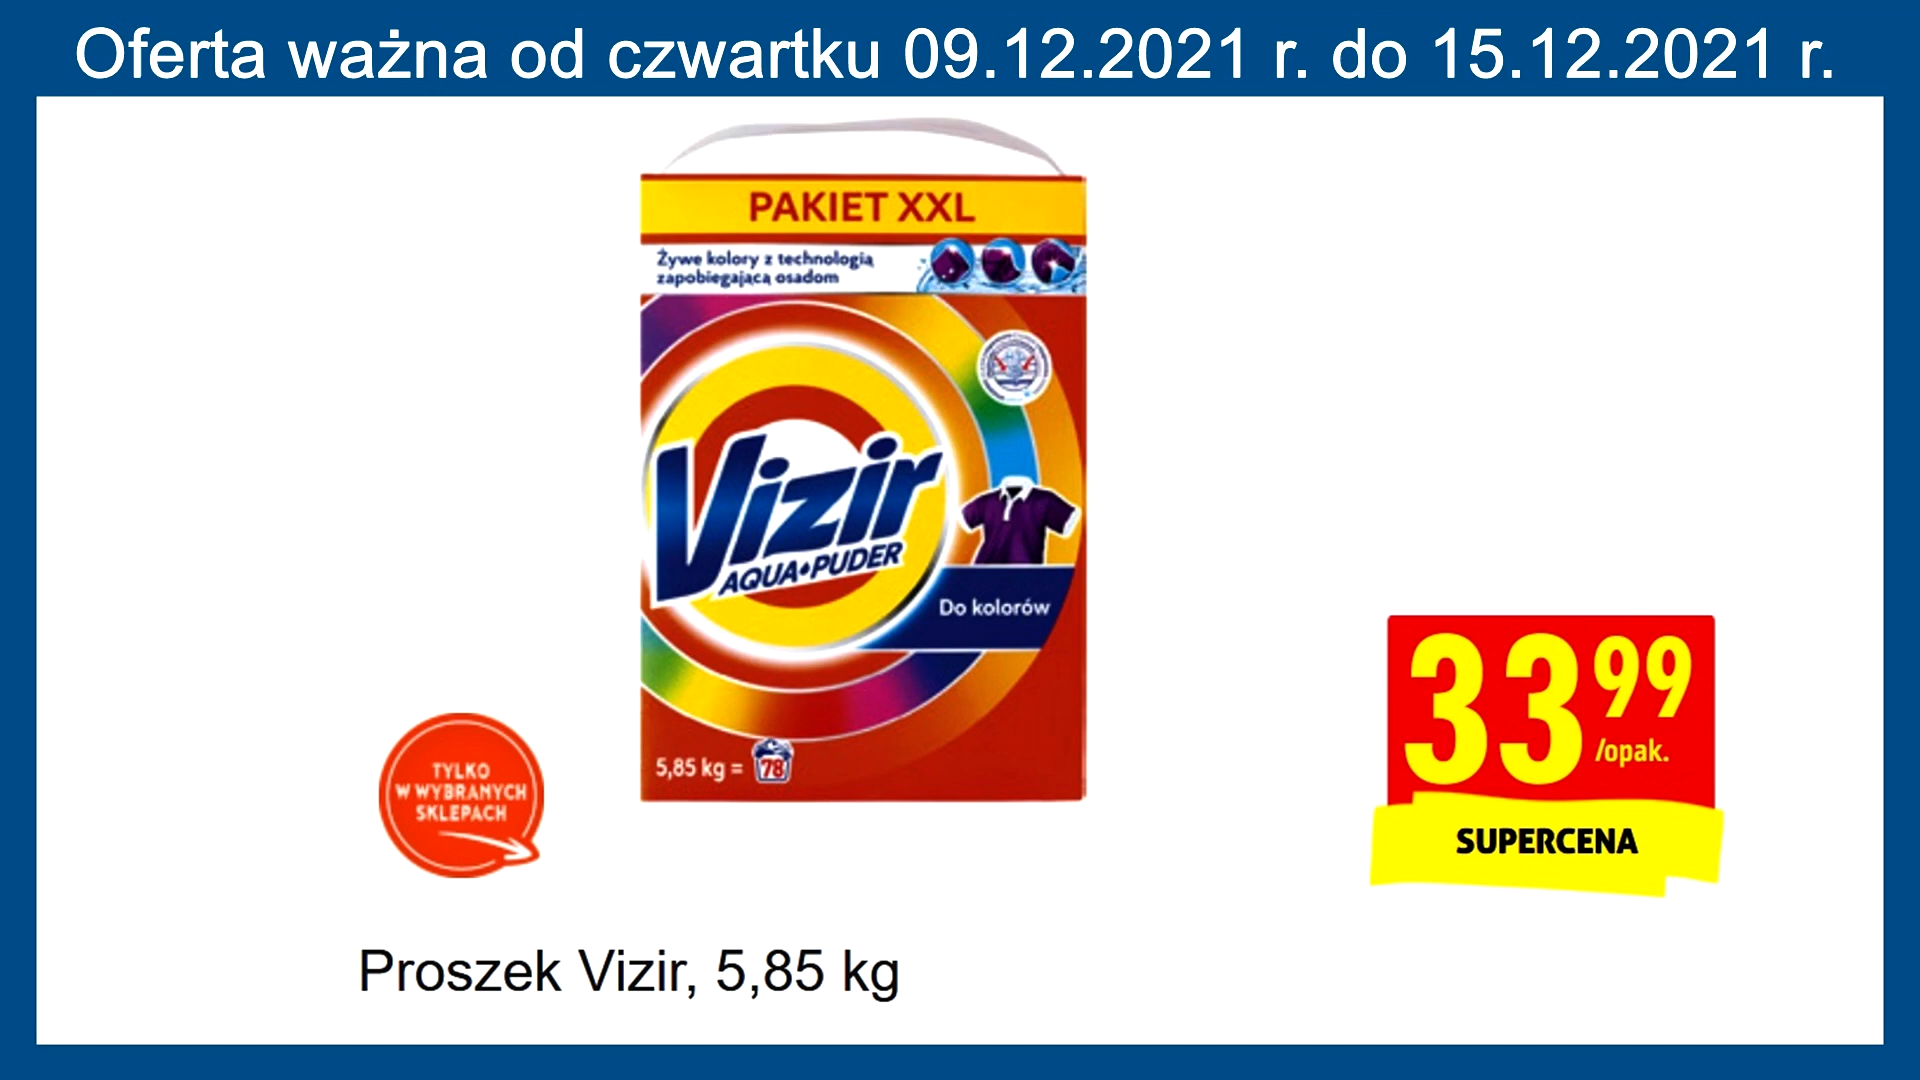 Oferta ważna od czwartku 09.12.2021 r. do 15.12.2021 r.
PAKIET XXL
Żywe kolory z technologią
zapobiegającą osadom
Vizir
AQUA•PUDER
Do kolorów
5,85 kg = 78
TYLKO
W WYBRANYCH
SKLEPACH
33 99
/opak.
SUPERCENA
Proszek Vizir, 5,85 kg